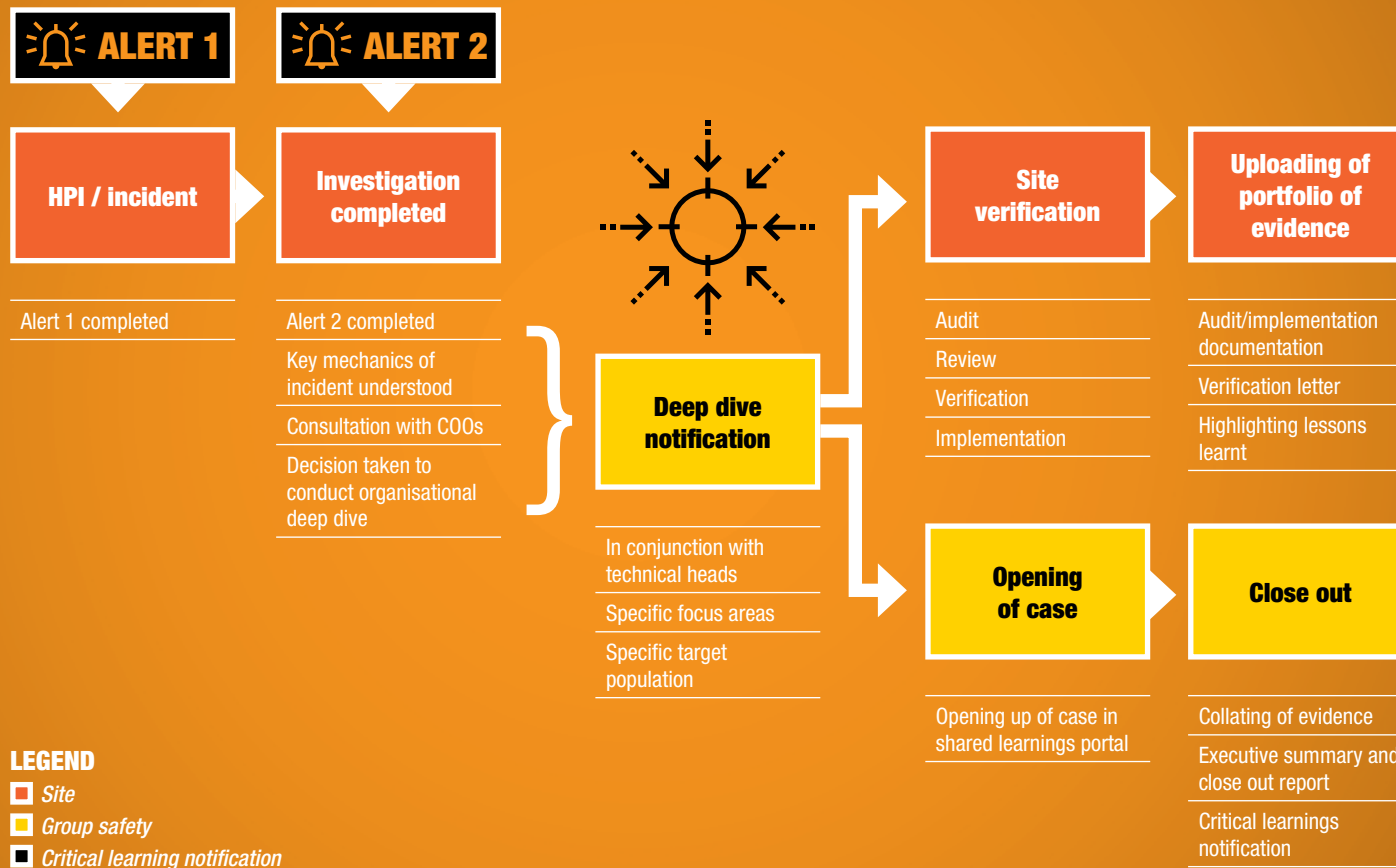 ALERT 1
ALERT 2
HPI / incident
Investigation
completed
Site
verification
Uploading of
portfolio of
evidence
Alert 1 completed
Alert 2 completed
Key mechanics of
incident understood
Consultation with COOs
Decision taken to
conduct organisational
deep dive
Deep dive
notification
In conjunction with
technical heads
Specific focus areas
Specific target
population
Audit
Review
Verification
Implementation
Audit/implementation
documentation
Verification letter
Highlighting lessons
learnt
Opening
of case
Close out
Opening up of case in
shared learnings portal
Collating of evidence
Executive summary and
close out report
Critical learnings
notification
LEGEND
Site
Group safety
Critical learning notification